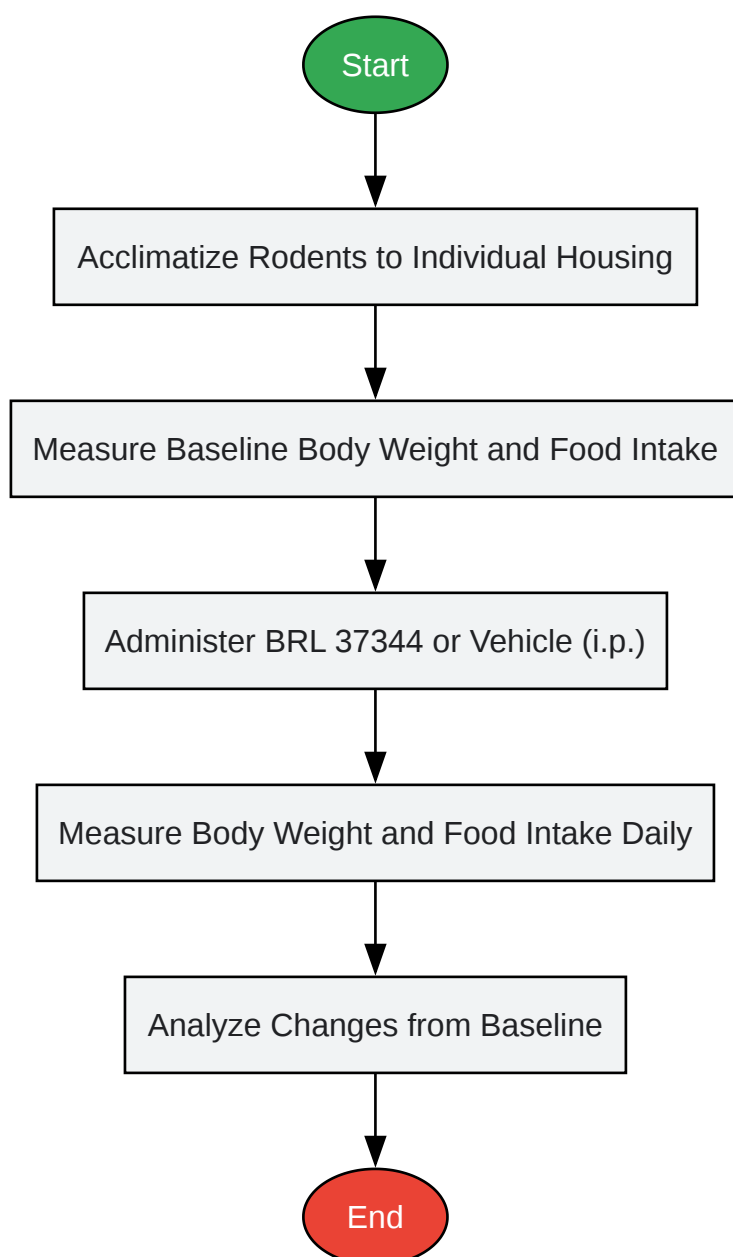 Start
Acclimatize Rodents to Individual Housing
Measure Baseline Body Weight and Food Intake
Administer BRL 37344 or Vehicle (i.p.)
Measure Body Weight and Food Intake Daily
Analyze Changes from Baseline
End